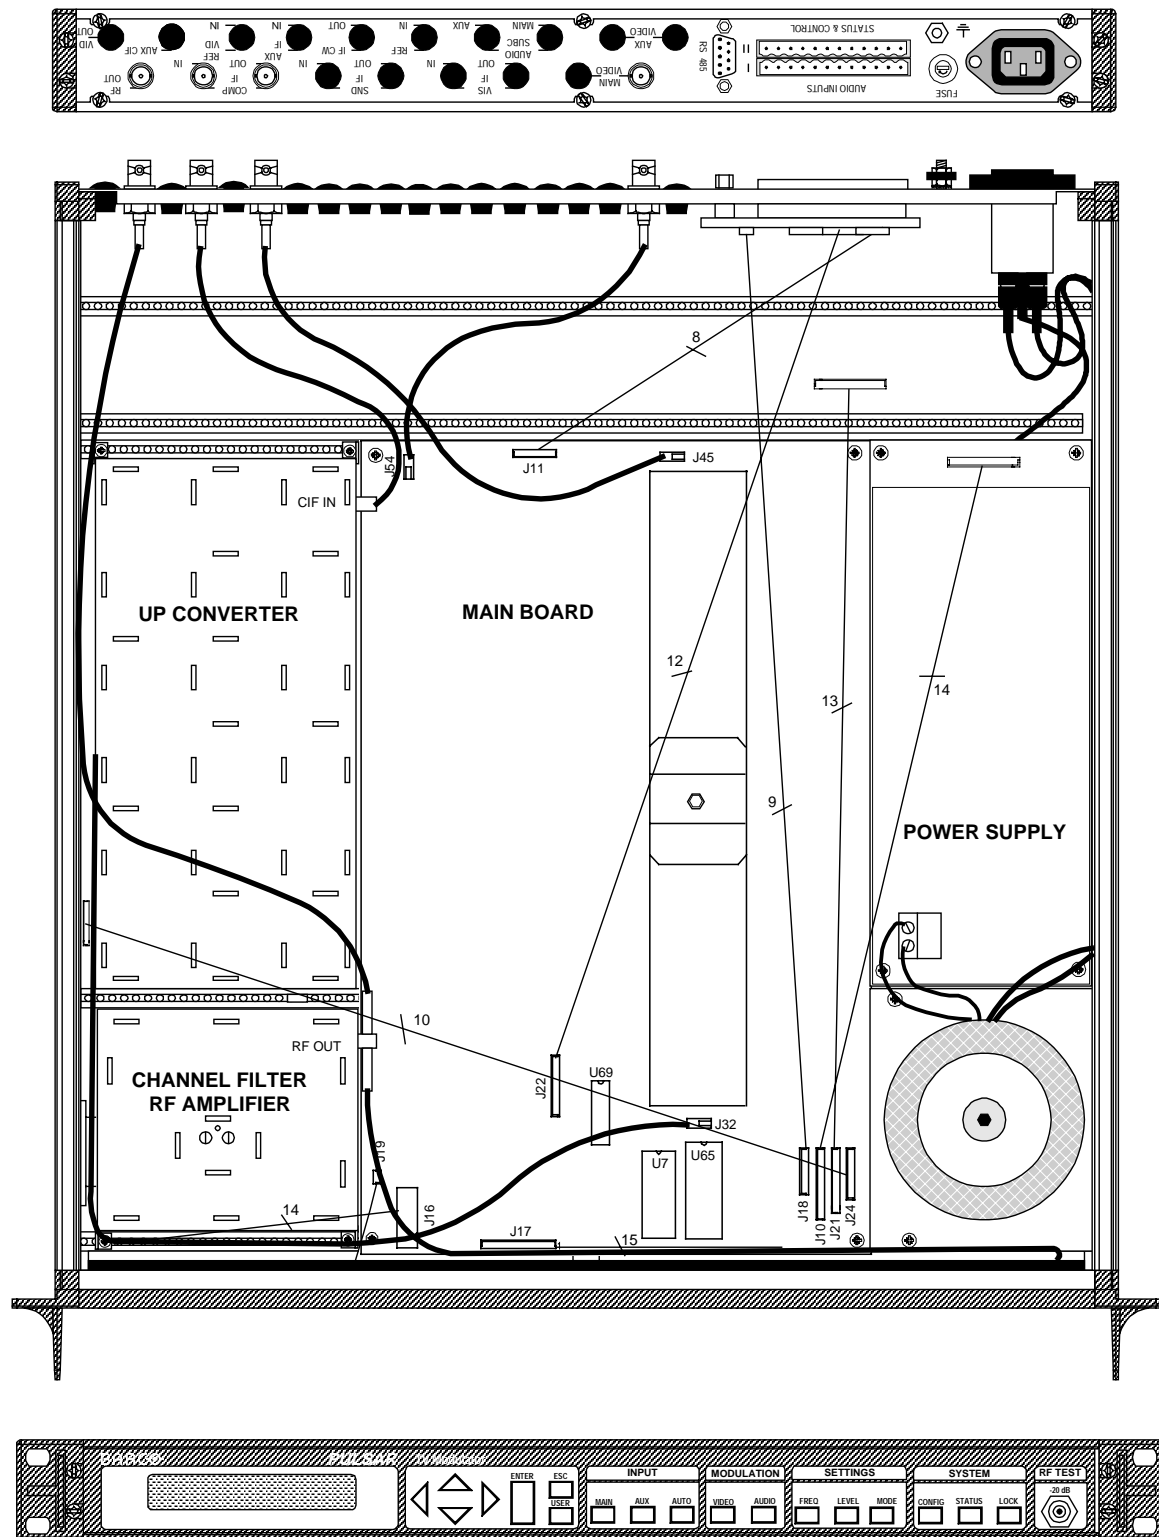 OUT
VID
AUX CIF
IN
IN
VID
REF
IF
IN
OUT
IF CW
REF
IN
AUX
MAIN
SUBC
AUDIO
VIDEO
AUX
RS
485
II
I
STATUS & CONTROL
AUDIO INPUTS
FUSE
OUT
RF
IN
OUT
IF
COMP
AUX
IN
OUT
SND
IN
OUT
IF
VIS
VIDEO
MAIN
8
J54
J11
J45
CIF IN
UP CONVERTER
MAIN BOARD
12
13
14
9
POWER SUPPLY
10
RF OUT
CHANNEL FILTER
RF AMPLIFIER
J22
U69
J32
J19
U7
U65
14
J16
J17
15
J18
J10
J21
J24
BARCO
PULSAR
TV Modulator
ENTER
ESC
USER
INPUT
MAIN
AUX
AUTO
MODULATION
VIDEO
AUDIO
SETTINGS
FREQ
LEVEL
MODE
SYSTEM
CONFIG
STATUS
LOCK
RF TEST
-20 dB